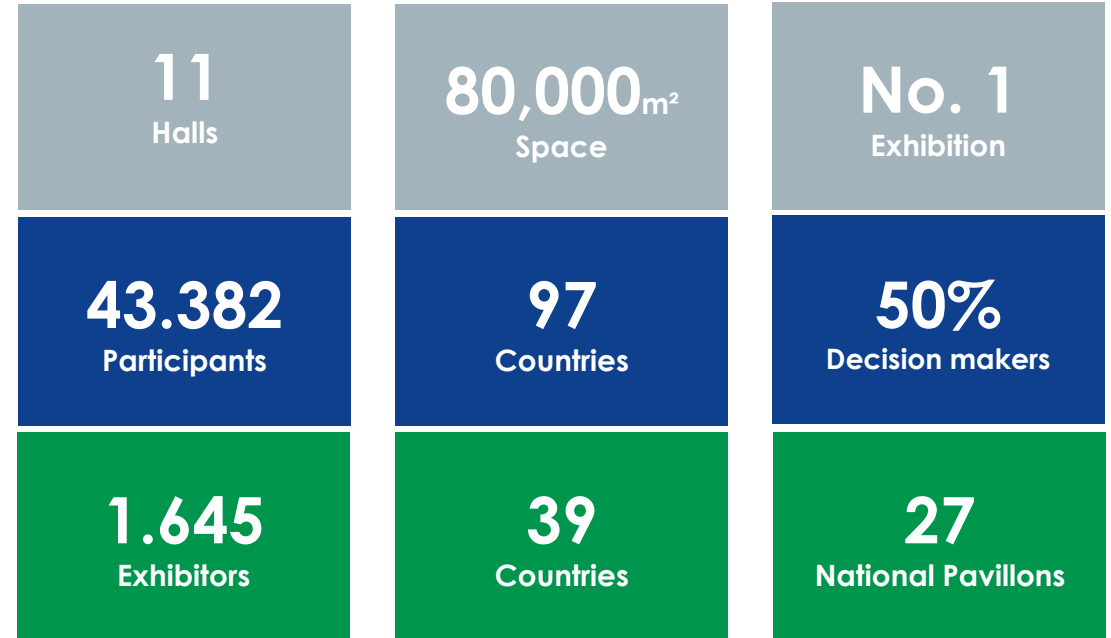 11
Halls
80,000m²
Space
No. 1
Exhibition
43.382
Participants
97
Countries
50%
Decision makers
1.645
Exhibitors
39
Countries
27
National Pavillons